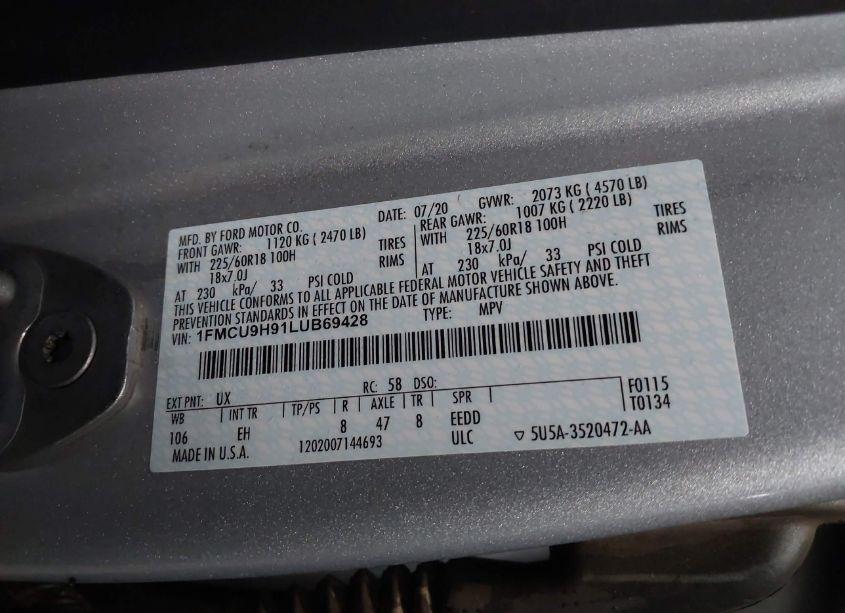 MFD. BY FORD MOTOR CO.
DATE: 07/20 GVWR: 2073 KG ( 4570 LB)
FRONT GAWR: 1120 KG ( 2470 LB) REAR GAWR: 1007 KG ( 2220 LB)
WITH 225/60R18 100H TIRES WITH 225/60R18 100H TIRES
18x7.0J RIMS 18x7.0J RIMS
AT 230 kPa/ 33 PSI COLD AT 230 kPa/ 33 PSI COLD
THIS VEHICLE CONFORMS TO ALL APPLICABLE FEDERAL MOTOR VEHICLE SAFETY AND THEFT
PREVENTION STANDARDS IN EFFECT ON THE DATE OF MANUFACTURE SHOWN ABOVE.
VIN: 1FMCU9H91LUB69428 TYPE: MPV
EXT PNT: UX RC: 58 DSO: F0115
WB INT TR TP/PS R AXLE TR SPR T0134
106 EH 8 47 8 EEDD
MADE IN U.S.A. 1202007144693 ULC ▽ 5U5A-3520472-AA